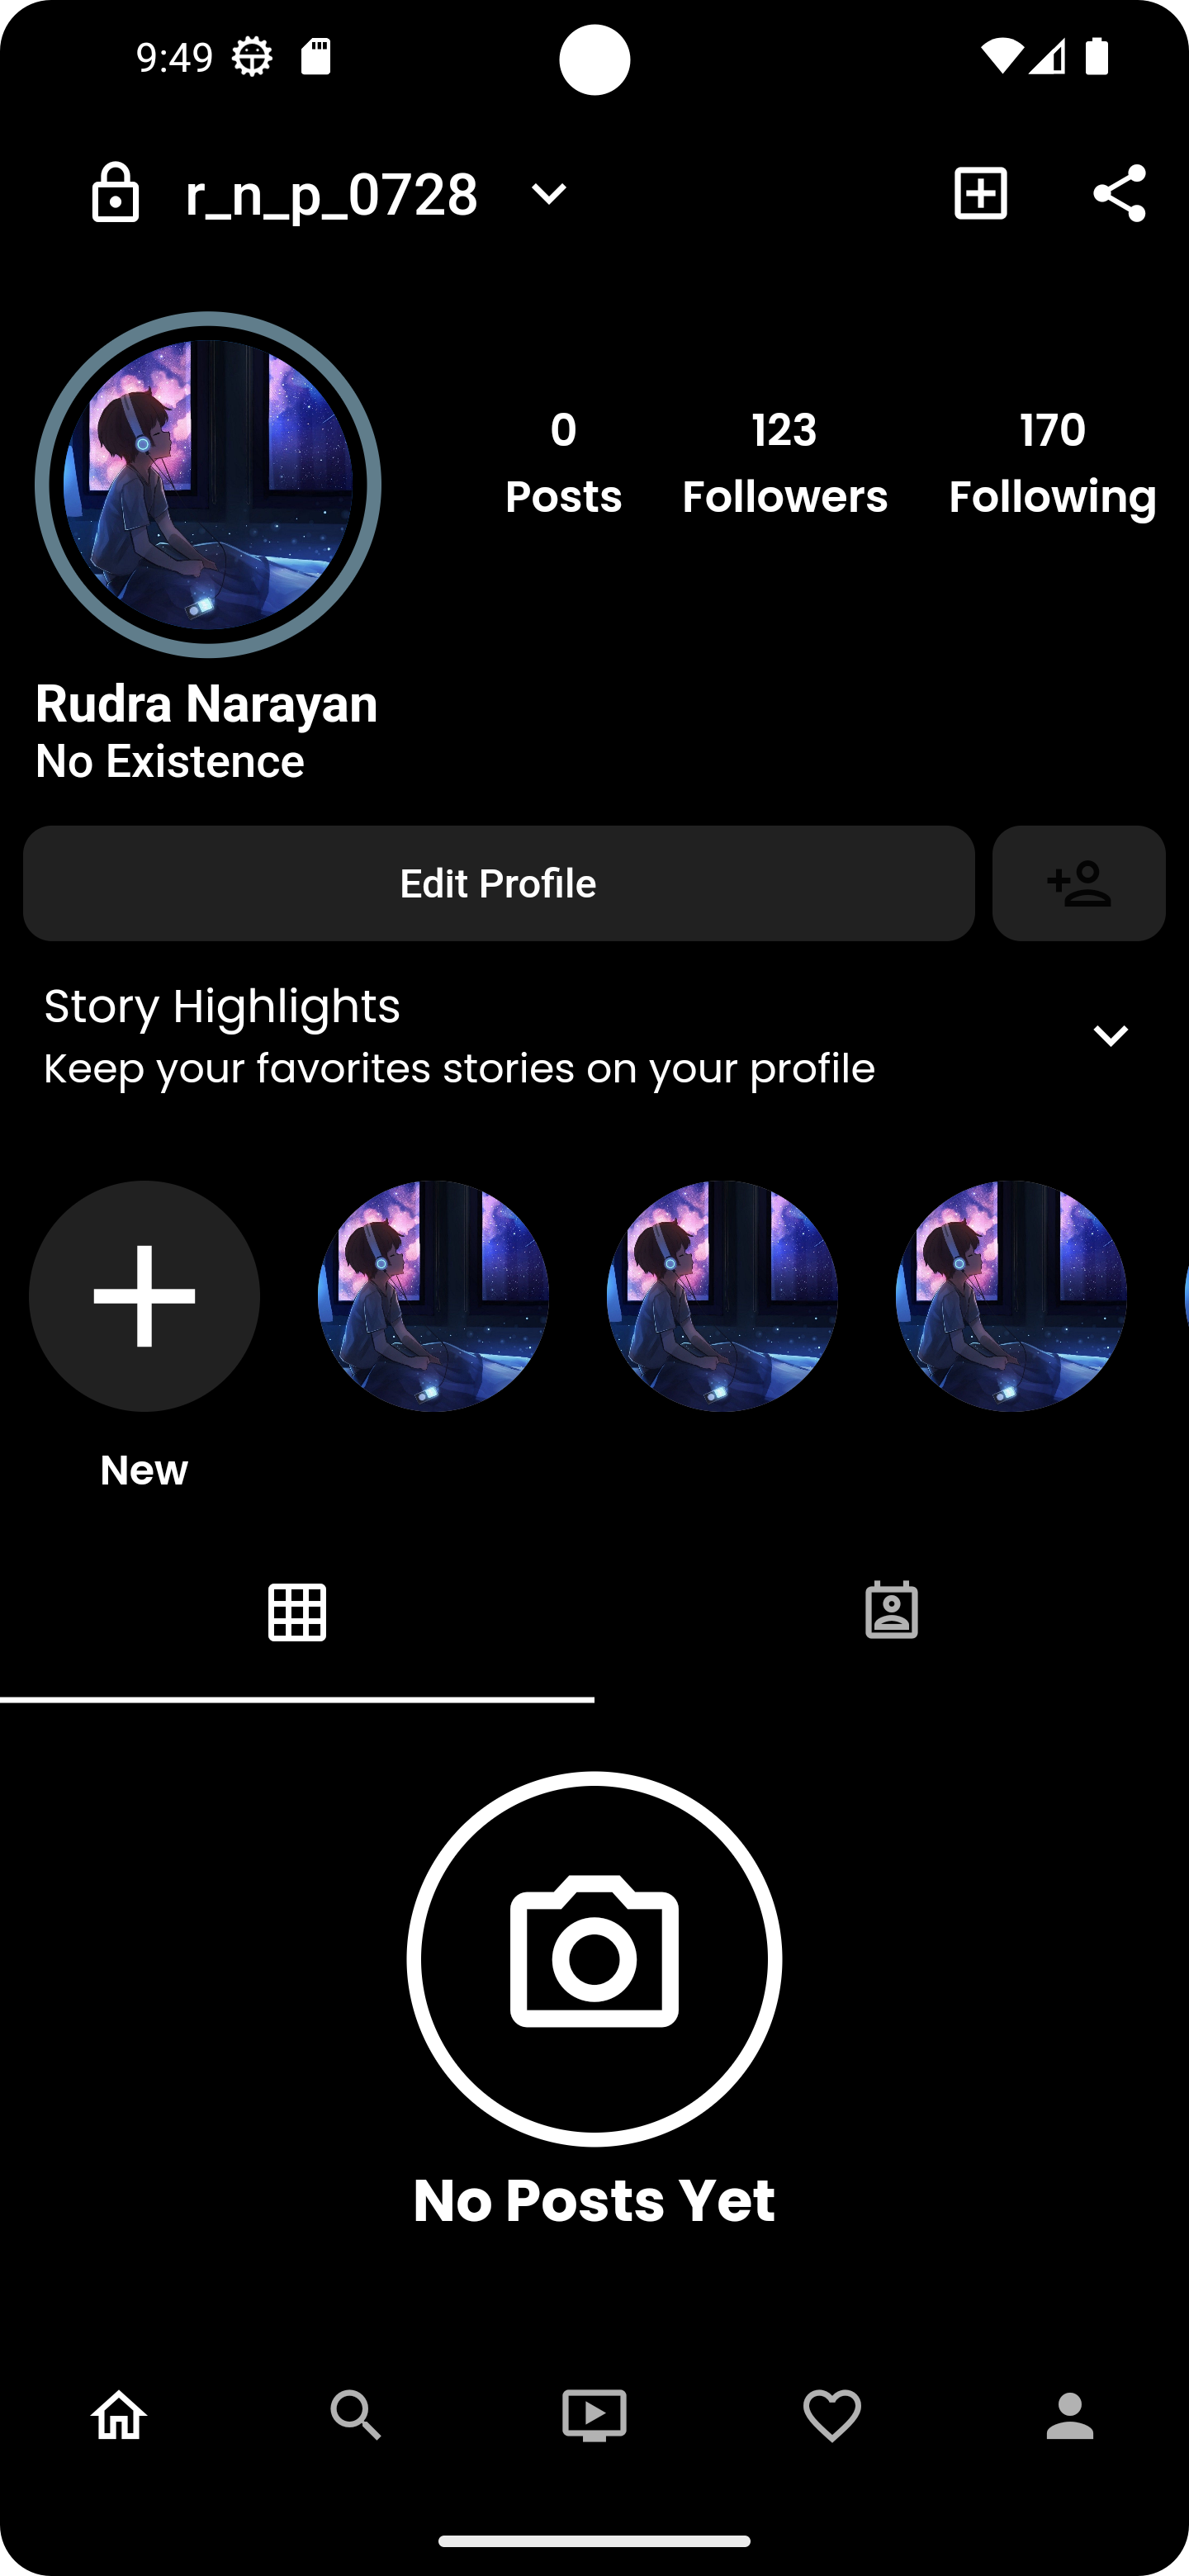 9:49
r_n_p_0728
0 123 170
Posts Followers Following
Rudra Narayan
No Existence
Edit Profile
Story Highlights
Keep your favorites stories on your profile
New
No Posts Yet